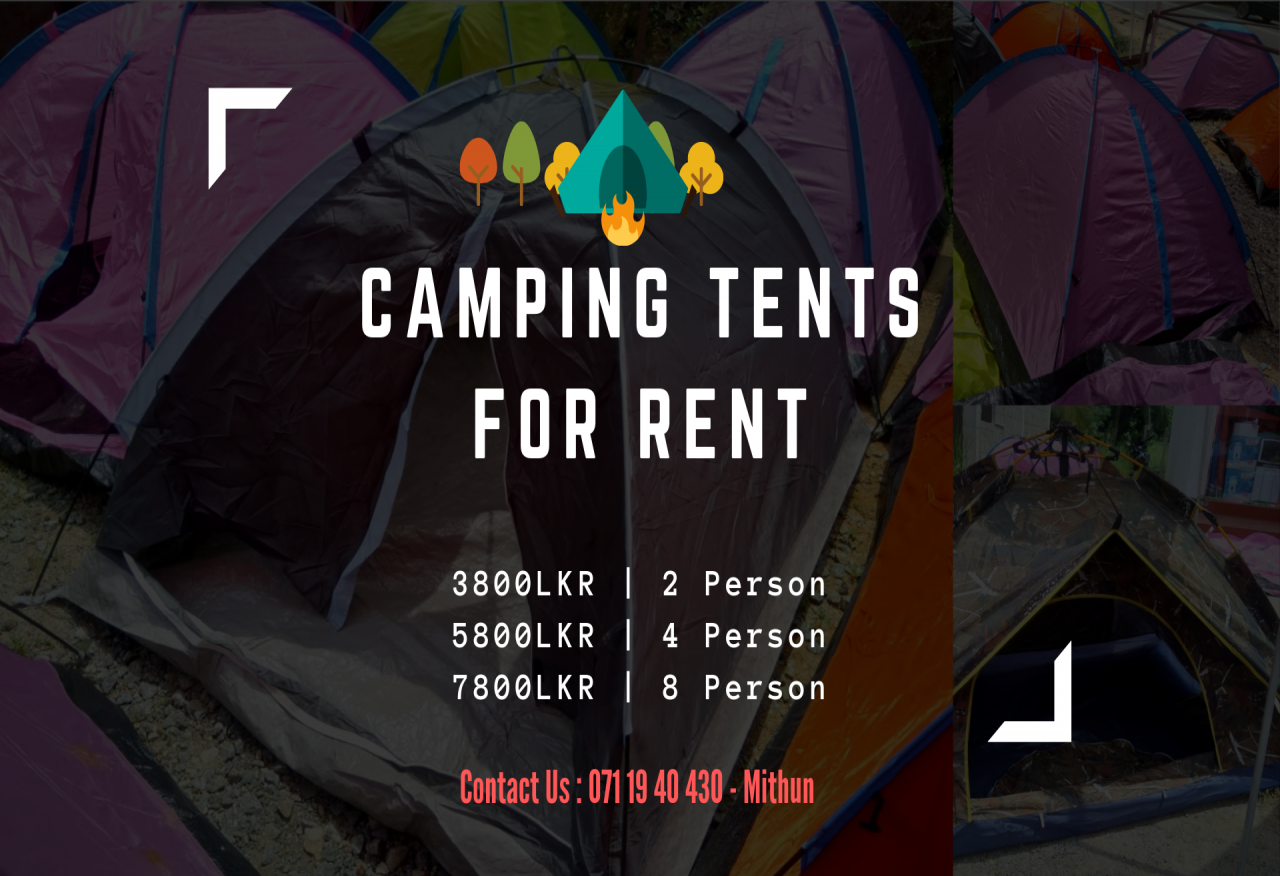 CAMPING TENTS
FOR RENT
3800LKR | 2 Person
5800LKR | 4 Person
7800LKR | 8 Person
Contact Us : 071 19 40 430 - Mithun